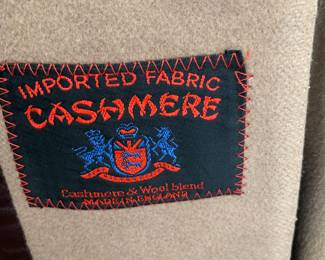 IMPORTED FABRIC
CASHMERE
Cashmere & Wool blend
MADE IN ENGLAND